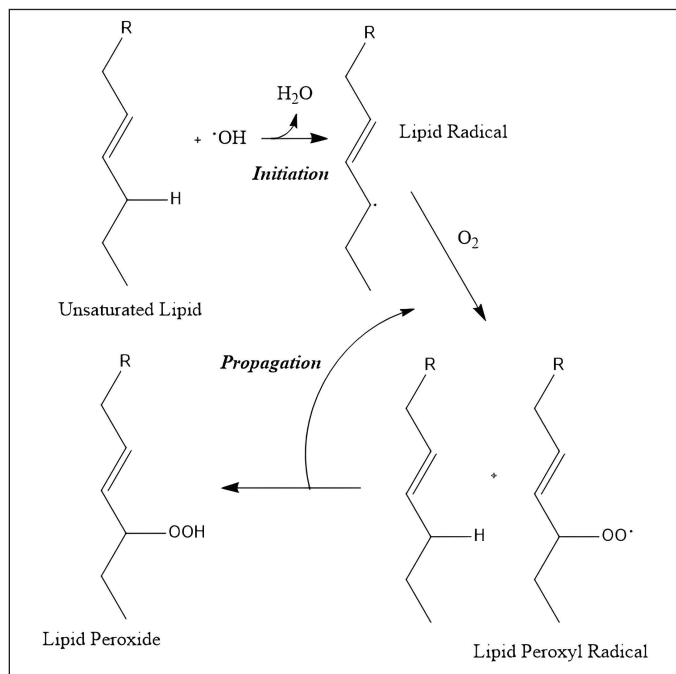 R
H
Unsaturated Lipid
+ ·OH
H₂O
Initiation
R
·
Lipid Radical
O₂
Propagation
R
OOH
Lipid Peroxide
R
H
+
R
OO·
Lipid Peroxyl Radical